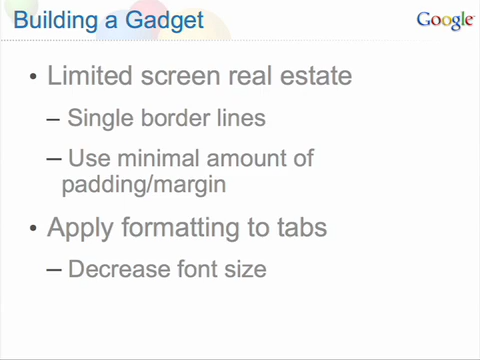 Building a Gadget
Google
• Limited screen real estate
– Single border lines
– Use minimal amount of
padding/margin
• Apply formatting to tabs
– Decrease font size